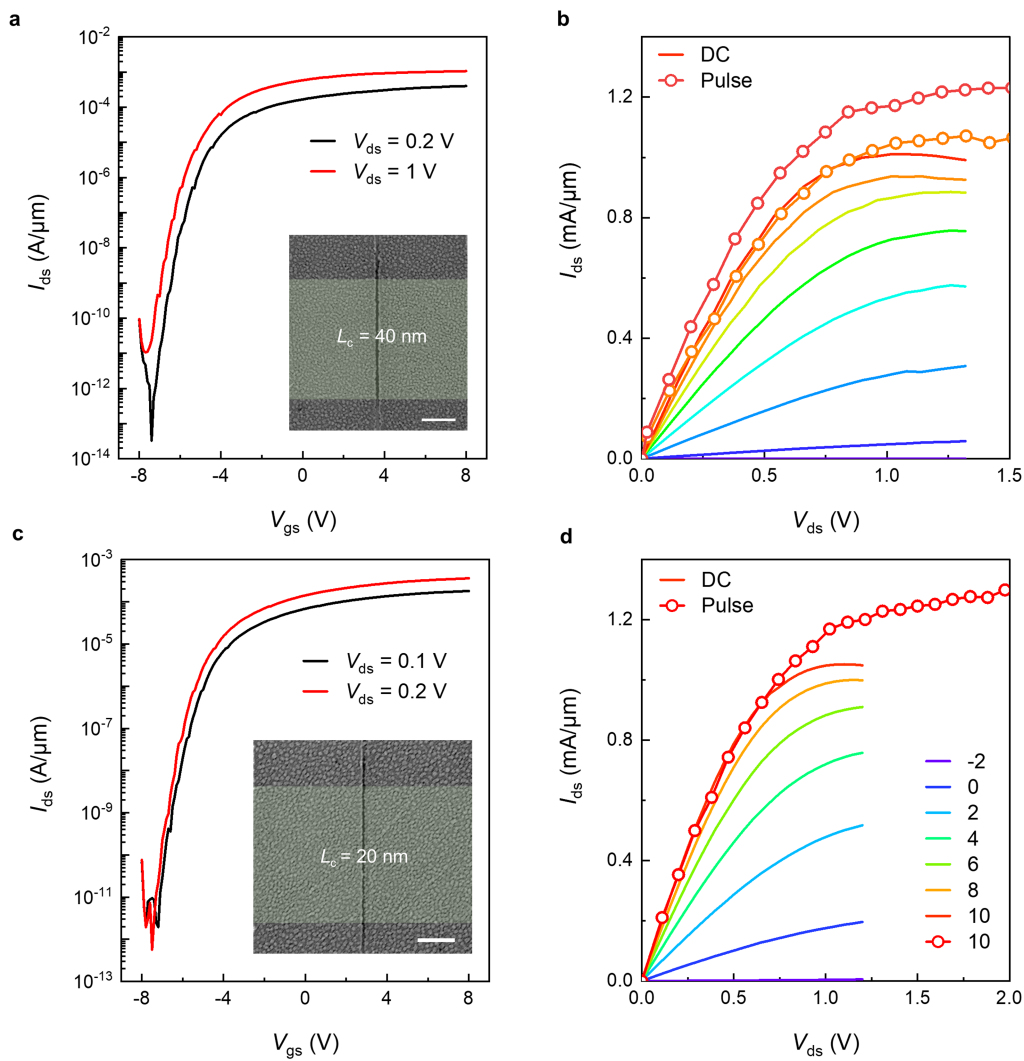 a
10⁻²
10⁻⁴
10⁻⁶
10⁻⁸
10⁻¹⁰
10⁻¹²
10⁻¹⁴
I_ds (A/μm)
V_ds = 0.2 V
V_ds = 1 V
L_c = 40 nm
-8 -4 0 4 8
V_gs (V)
b
DC
Pulse
1.2
0.8
0.4
0.0
I_ds (mA/μm)
0.0 0.5 1.0 1.5
V_ds (V)
c
10⁻³
10⁻⁵
10⁻⁷
10⁻⁹
10⁻¹¹
10⁻¹³
I_ds (A/μm)
V_ds = 0.1 V
V_ds = 0.2 V
L_c = 20 nm
-8 -4 0 4 8
V_gs (V)
d
DC
Pulse
1.2
0.8
0.4
0.0
I_ds (mA/μm)
-2
0
2
4
6
8
10
10
0.0 0.5 1.0 1.5 2.0
V_ds (V)